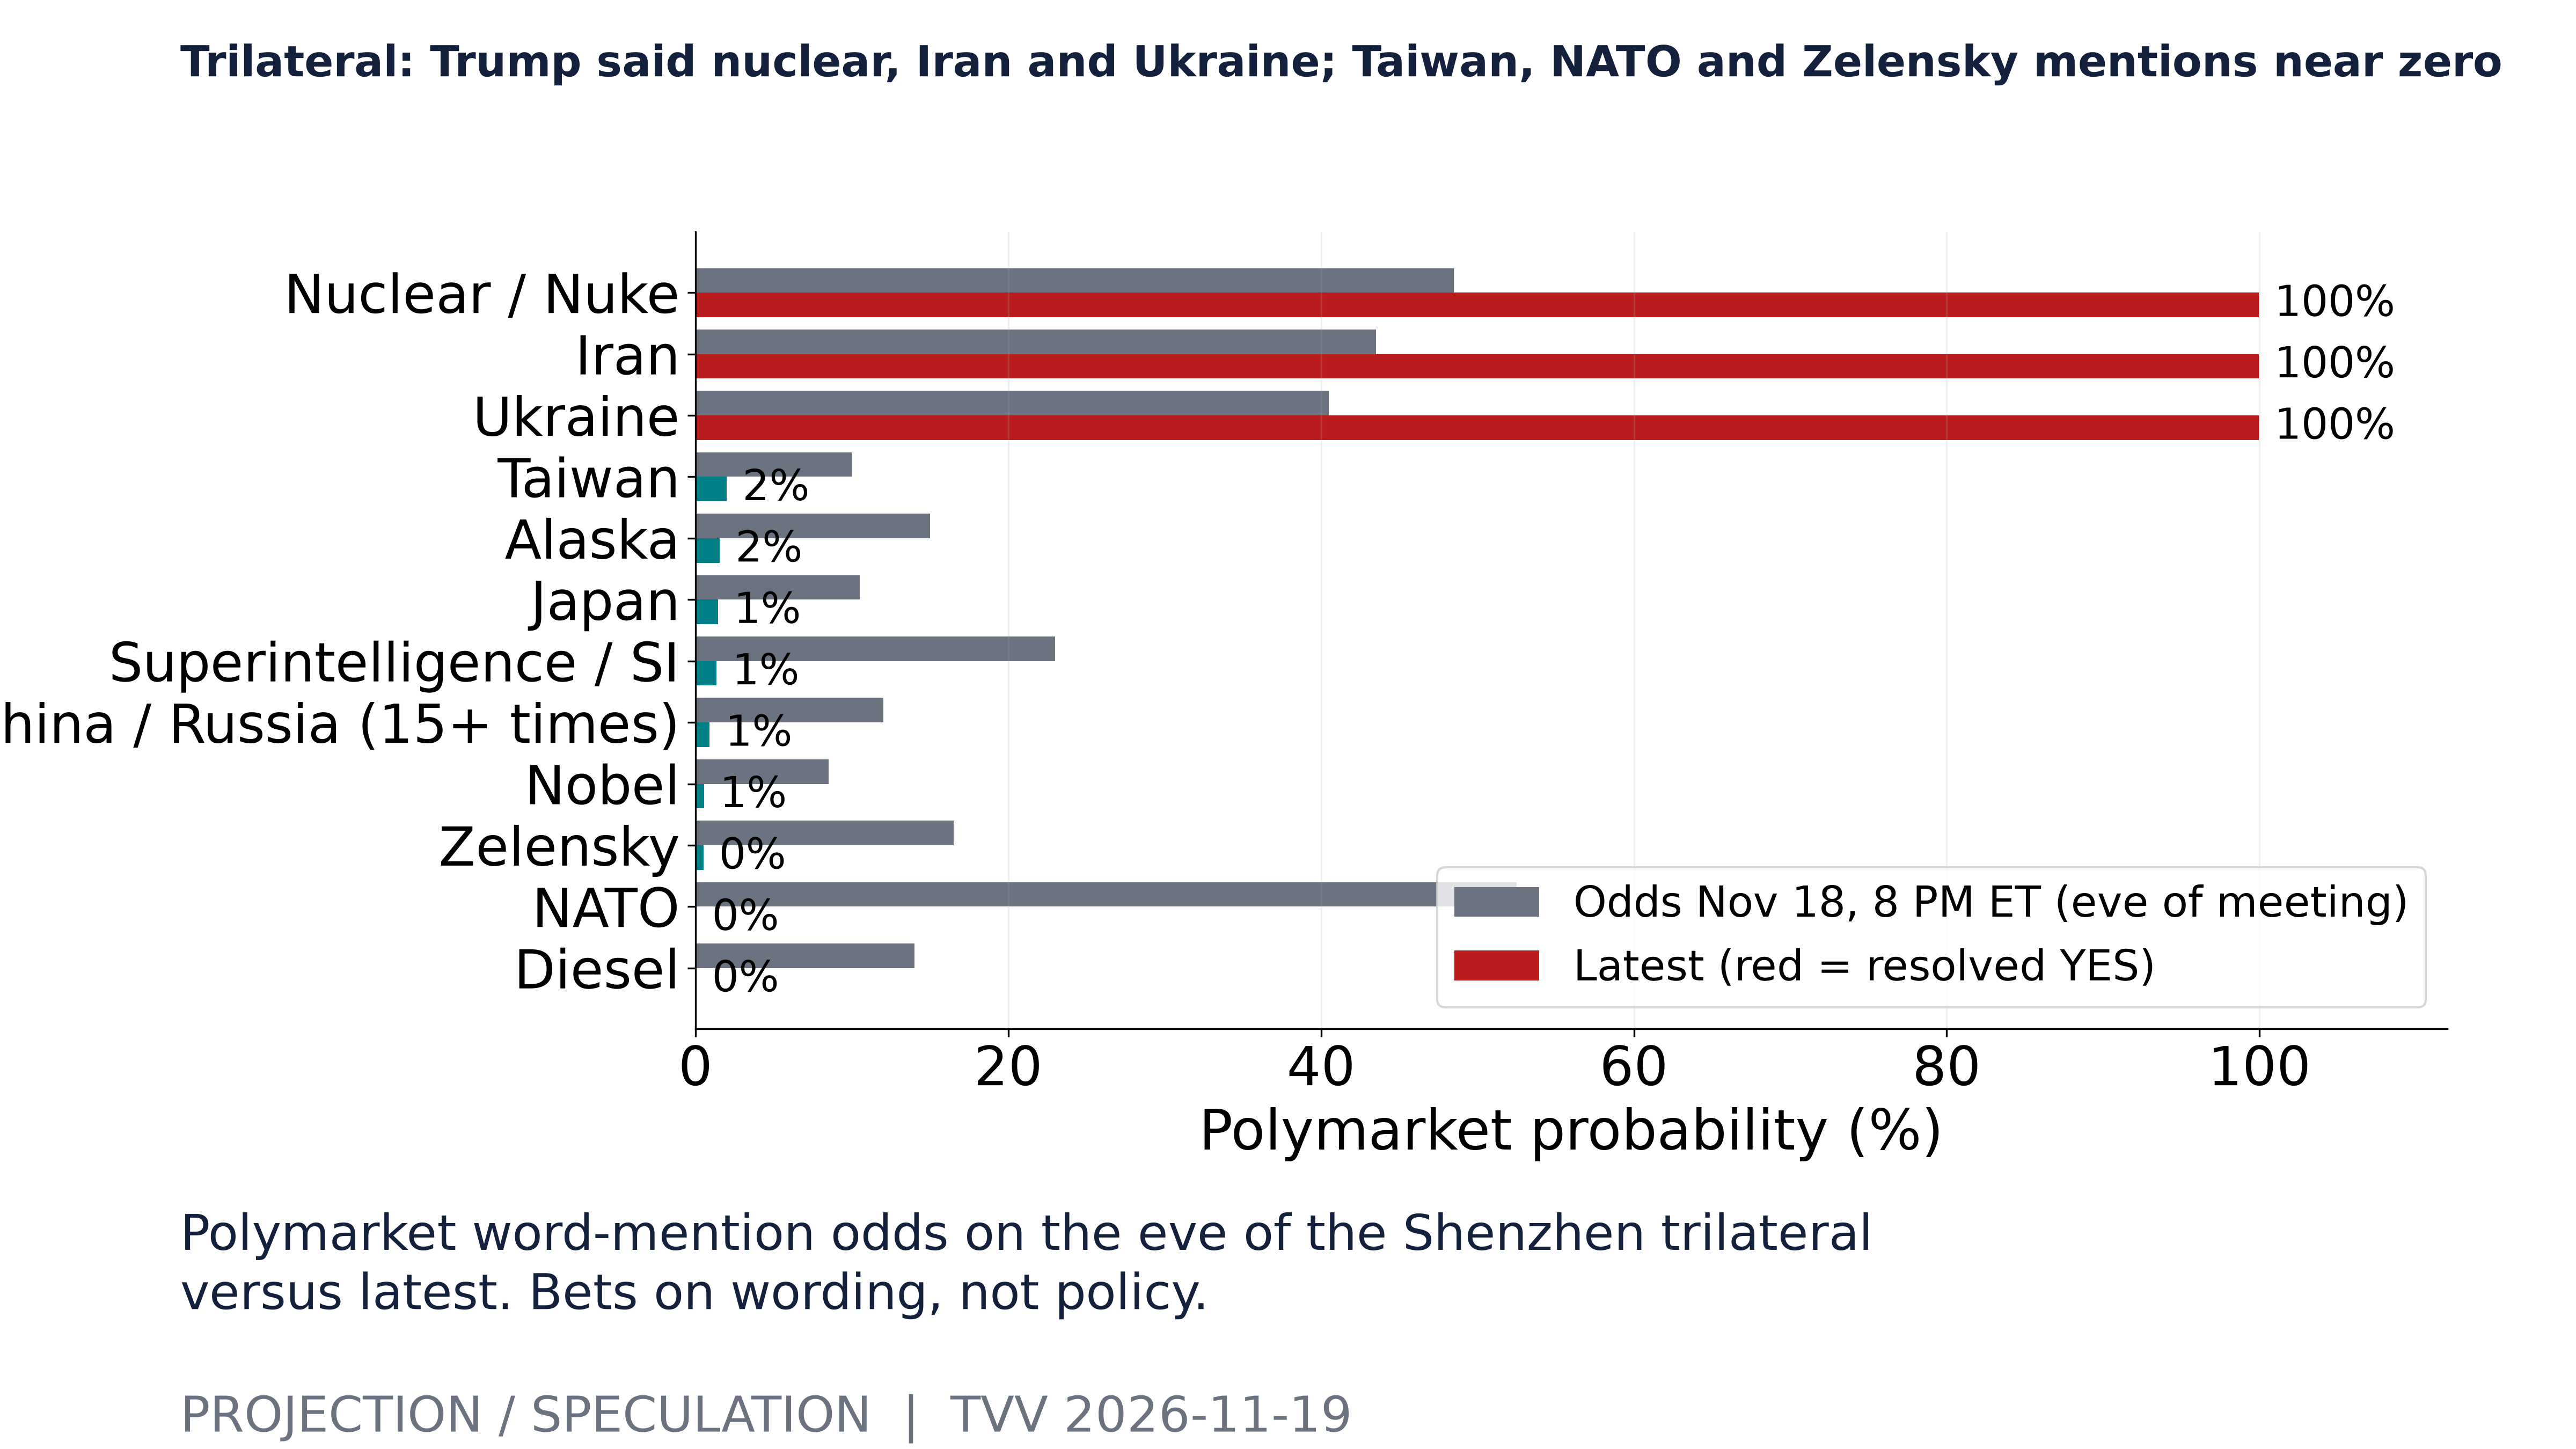 Trilateral: Trump said nuclear, Iran and Ukraine; Taiwan, NATO and Zelensky mentions near zero
Nuclear / Nuke 100%
Iran 100%
Ukraine 100%
Taiwan 2%
Alaska 2%
Japan 1%
Superintelligence / SI 1%
hina / Russia (15+ times) 1%
Nobel 1%
Zelensky 0%
NATO 0%
Diesel 0%
Odds Nov 18, 8 PM ET (eve of meeting)
Latest (red = resolved YES)
0 20 40 60 80 100
Polymarket probability (%)
Polymarket word-mention odds on the eve of the Shenzhen trilateral
versus latest. Bets on wording, not policy.
PROJECTION / SPECULATION | TVV 2026-11-19